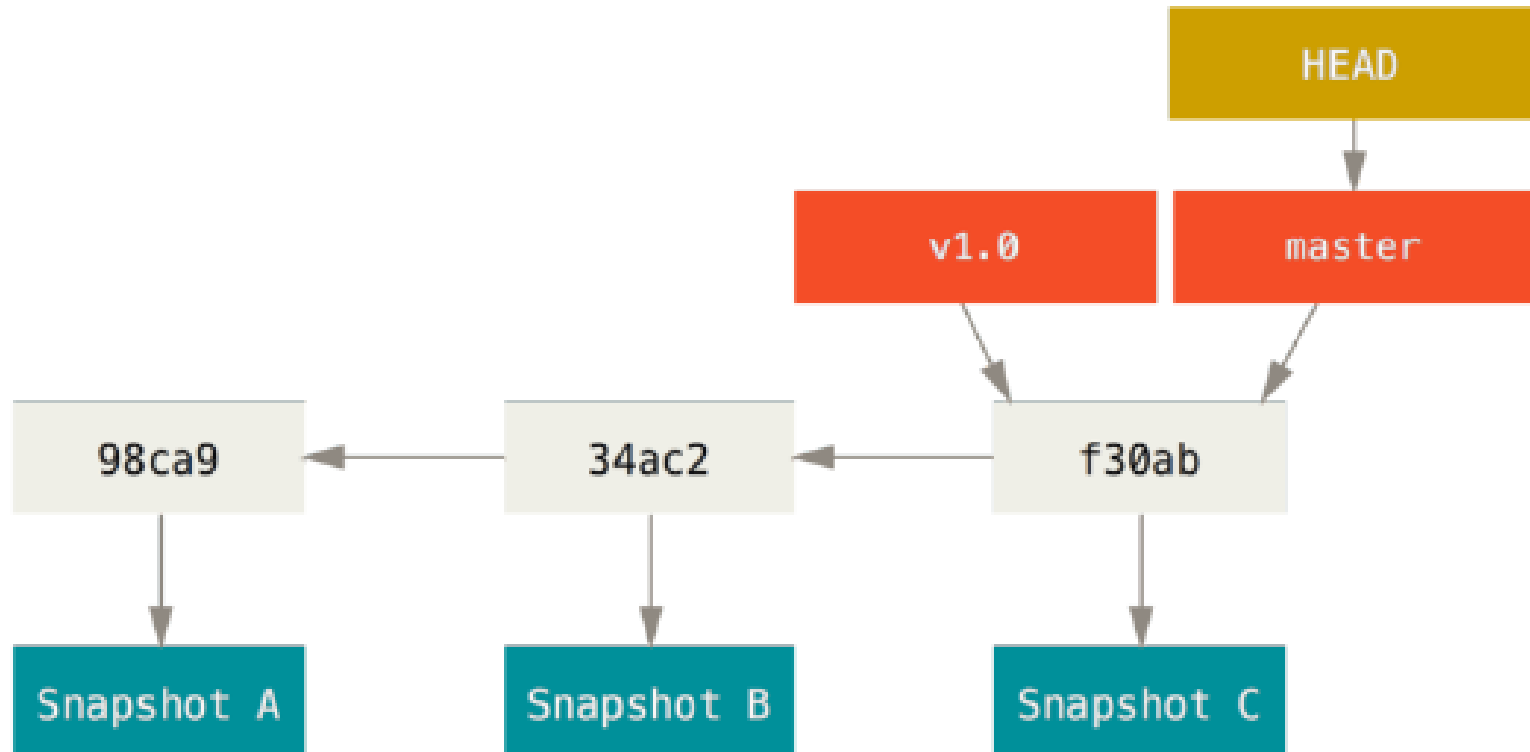 HEAD
v1.0
master
98ca9
34ac2
f30ab
Snapshot A
Snapshot B
Snapshot C